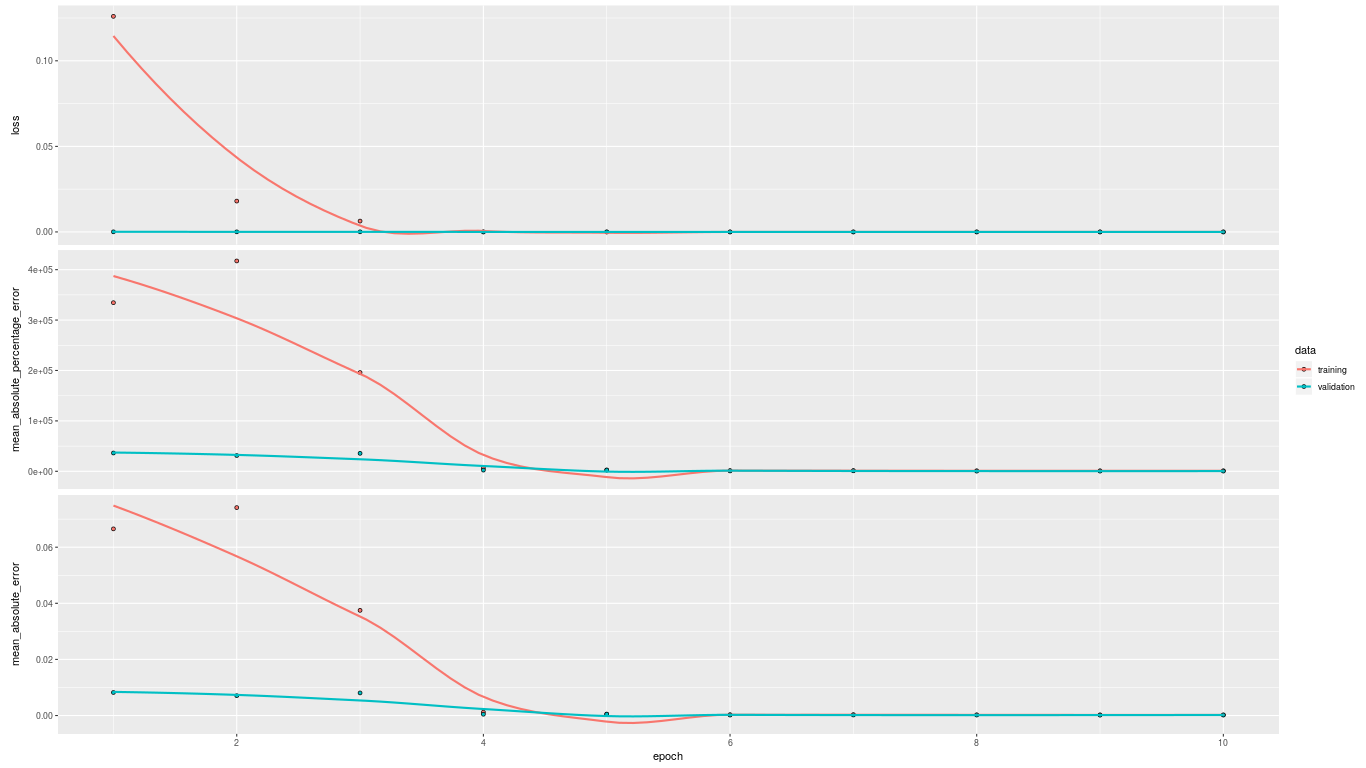 loss
0.10
0.05
0.00
mean_absolute_percentage_error
4e+05
3e+05
2e+05
1e+05
0e+00
mean_absolute_error
0.06
0.04
0.02
0.00
2
4
6
8
10
epoch
data
training
validation